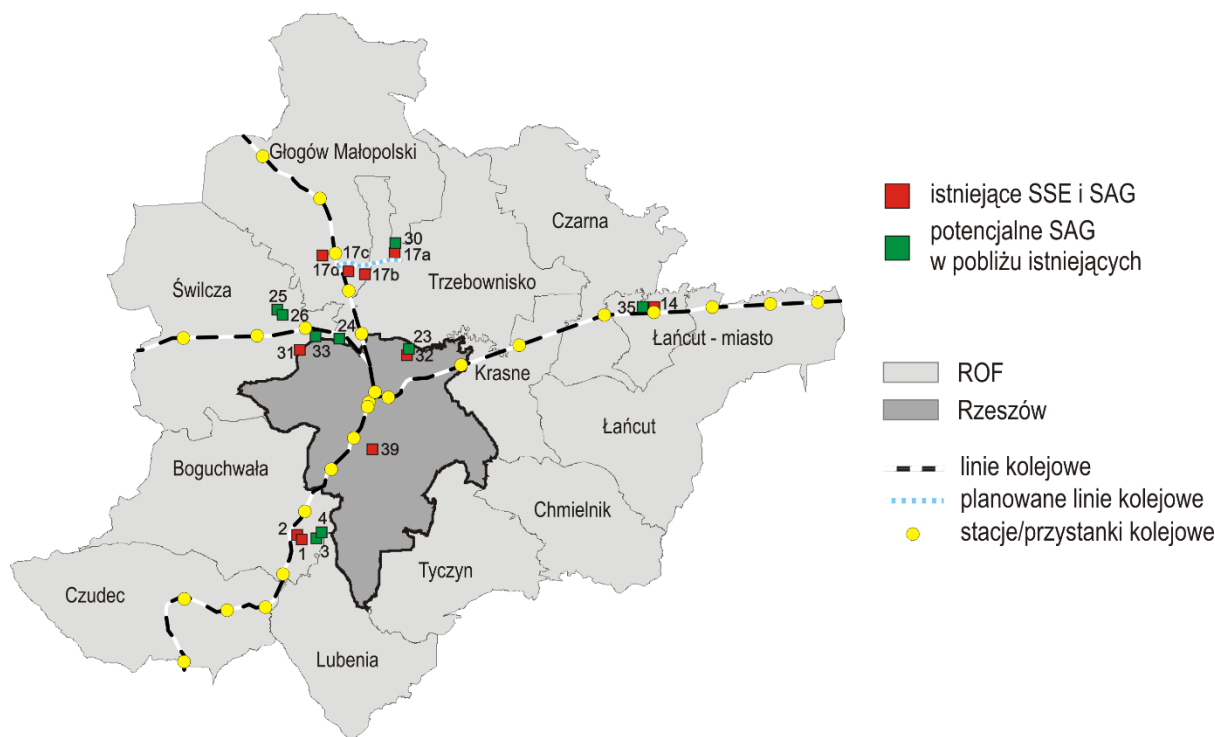 Głogów Małopolski
Czarna
17c
30
17a
17d
17b
Trzebownisko
Świlcza
25
26
24
33
31
23
32
35
14
Łańcut - miasto
Krasne
Łańcut
39
Boguchwała
Chmielnik
2
1
4
3
Tyczyn
Czudec
Lubenia
istniejące SSE i SAG
potencjalne SAG
w pobliżu istniejących
ROF
Rzeszów
linie kolejowe
planowane linie kolejowe
stacje/przystanki kolejowe